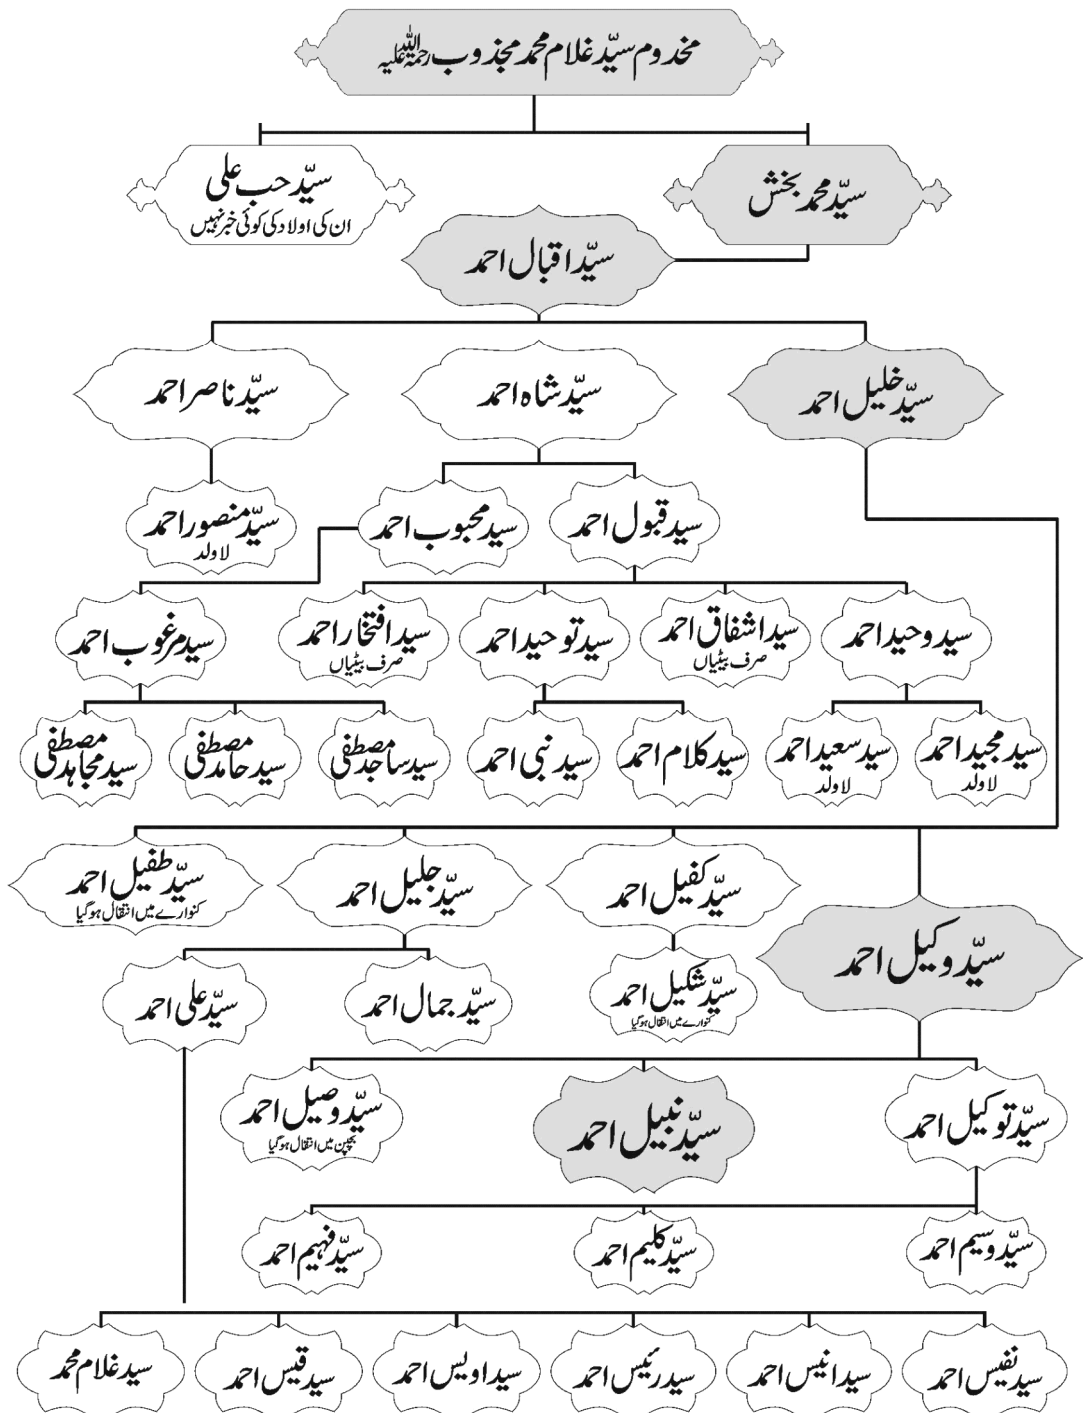 مخدوم سیّد غلام محمد مجذوب رحمۃ اللہ علیہ
سیّد محمد بخش
سیّد حب علی
ان کی اولاد کی کوئی خبر نہیں
سیّد اقبال احمد
سیّد خلیل احمد
سیّد شاہ احمد
سیّد ناصر احمد
سید قبول احمد
سید محبوب احمد
سیّد منصور احمد
لاولد
سید وحید احمد
سید اشفاق احمد
صرف بیٹیاں
سید توحید احمد
سید افتخار احمد
صرف بیٹیاں
سید مرغوب احمد
سید مجید احمد
لاولد
سید سعید احمد
لاولد
سید کلام احمد
سید نبی احمد
سید ساجد مصطفی
سید حامد مصطفی
سید مجاہد مصطفی
سیّد وکیل احمد
سیّد کفیل احمد
سیّد جلیل احمد
سیّد طفیل احمد
کنوارے میں انتقال ہوگیا
سیّد شکیل احمد
کنوارے میں انتقال ہوگیا
سیّد جمال احمد
سیّد علی احمد
سیّد توکیل احمد
سیّد نبیل احمد
سیّد وصیل احمد
بچپن میں انتقال ہوگیا
سیّد وسیم احمد
سیّد کلیم احمد
سیّد فہیم احمد
سید نفیس احمد
سید انیس احمد
سید رئیس احمد
سید اویس احمد
سید قیس احمد
سید غلام محمد